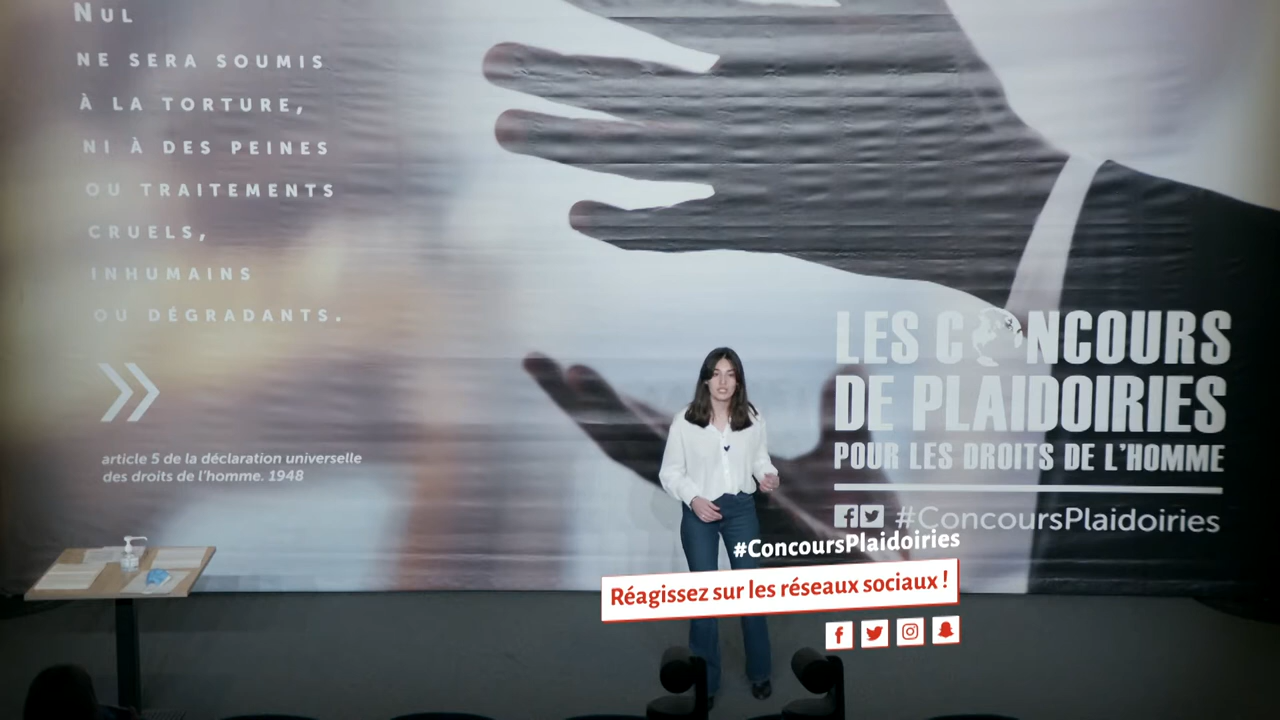 NUL
NE SERA SOUMIS
À LA TORTURE,
NI À DES PEINES
OU TRAITEMENTS
CRUELS,
INHUMAINS
OU DÉGRADANTS.
article 5 de la déclaration universelle
des droits de l'homme. 1948
LES CONCOURS
DE PLAIDOIRIES
POUR LES DROITS DE L'HOMME
#ConcoursPlaidoiries
#ConcoursPlaidoiries
Réagissez sur les réseaux sociaux !